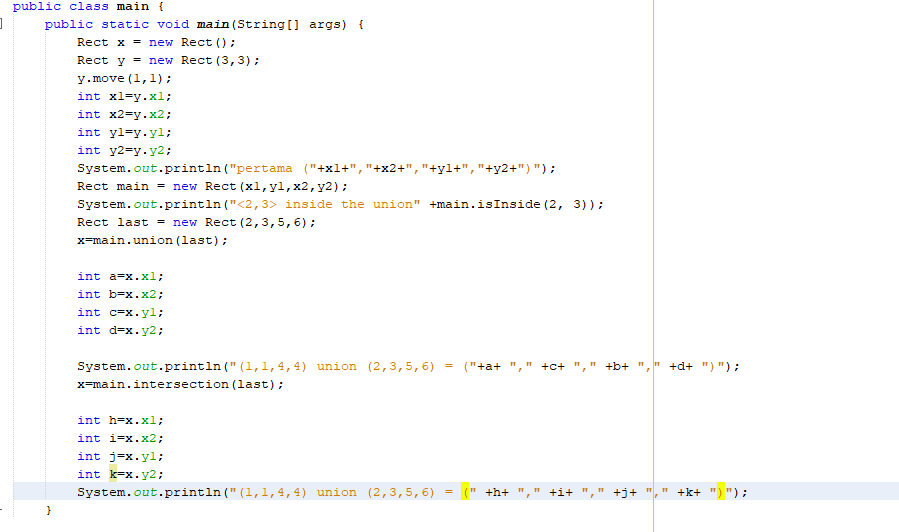 public class main {
public static void main(String[] args) {
Rect x = new Rect();
Rect y = new Rect(3,3);
y.move(1,1);
int x1=y.x1;
int x2=y.x2;
int y1=y.y1;
int y2=y.y2;
System.out.println("pertama ("+x1+","+x2+","+y1+","+y2+")");
Rect main = new Rect(x1,y1,x2,y2);
System.out.println("<2,3> inside the union" +main.isInside(2, 3));
Rect last = new Rect(2,3,5,6);
x=main.union(last);
int a=x.x1;
int b=x.x2;
int c=x.y1;
int d=x.y2;
System.out.println("(1,1,4,4) union (2,3,5,6) = ("+a+ "," +c+ "," +b+ "," +d+ ")");
x=main.intersection(last);
int h=x.x1;
int i=x.x2;
int j=x.y1;
int k=x.y2;
System.out.println("(1,1,4,4) union (2,3,5,6) = (" +h+ "," +i+ "," +j+ "," +k+ ")");
}